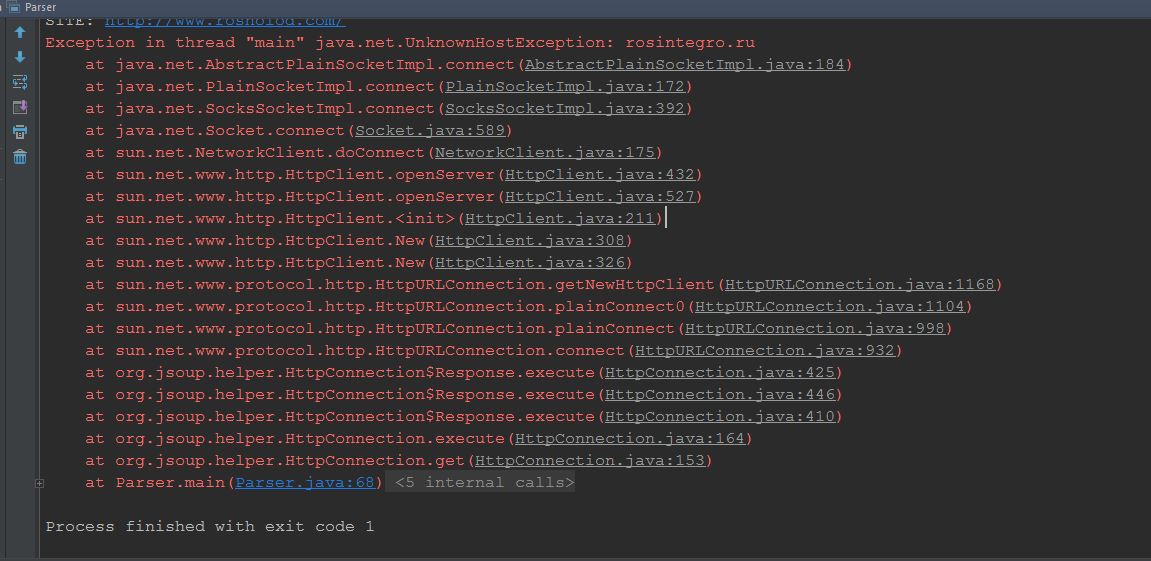 Parser
SITE: http://www.rosholod.com/
Exception in thread "main" java.net.UnknownHostException: rosintegro.ru
at java.net.AbstractPlainSocketImpl.connect(AbstractPlainSocketImpl.java:184)
at java.net.PlainSocketImpl.connect(PlainSocketImpl.java:172)
at java.net.SocksSocketImpl.connect(SocksSocketImpl.java:392)
at java.net.Socket.connect(Socket.java:589)
at sun.net.NetworkClient.doConnect(NetworkClient.java:175)
at sun.net.www.http.HttpClient.openServer(HttpClient.java:432)
at sun.net.www.http.HttpClient.openServer(HttpClient.java:527)
at sun.net.www.http.HttpClient.<init>(HttpClient.java:211)
at sun.net.www.http.HttpClient.New(HttpClient.java:308)
at sun.net.www.http.HttpClient.New(HttpClient.java:326)
at sun.net.www.protocol.http.HttpURLConnection.getNewHttpClient(HttpURLConnection.java:1168)
at sun.net.www.protocol.http.HttpURLConnection.plainConnect0(HttpURLConnection.java:1104)
at sun.net.www.protocol.http.HttpURLConnection.plainConnect(HttpURLConnection.java:998)
at sun.net.www.protocol.http.HttpURLConnection.connect(HttpURLConnection.java:932)
at org.jsoup.helper.HttpConnection$Response.execute(HttpConnection.java:425)
at org.jsoup.helper.HttpConnection$Response.execute(HttpConnection.java:446)
at org.jsoup.helper.HttpConnection$Response.execute(HttpConnection.java:410)
at org.jsoup.helper.HttpConnection.execute(HttpConnection.java:164)
at org.jsoup.helper.HttpConnection.get(HttpConnection.java:153)
at Parser.main(Parser.java:68) <5 internal calls>
Process finished with exit code 1